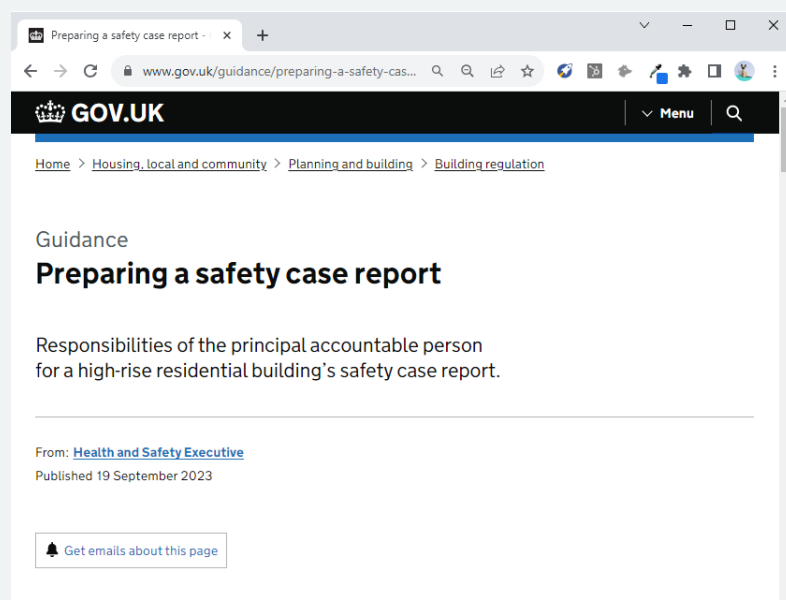 Preparing a safety case report -
www.gov.uk/guidance/preparing-a-safety-cas...
GOV.UK
Menu
Home > Housing, local and community > Planning and building > Building regulation
Guidance
Preparing a safety case report
Responsibilities of the principal accountable person
for a high-rise residential building's safety case report.
From: Health and Safety Executive
Published 19 September 2023
Get emails about this page